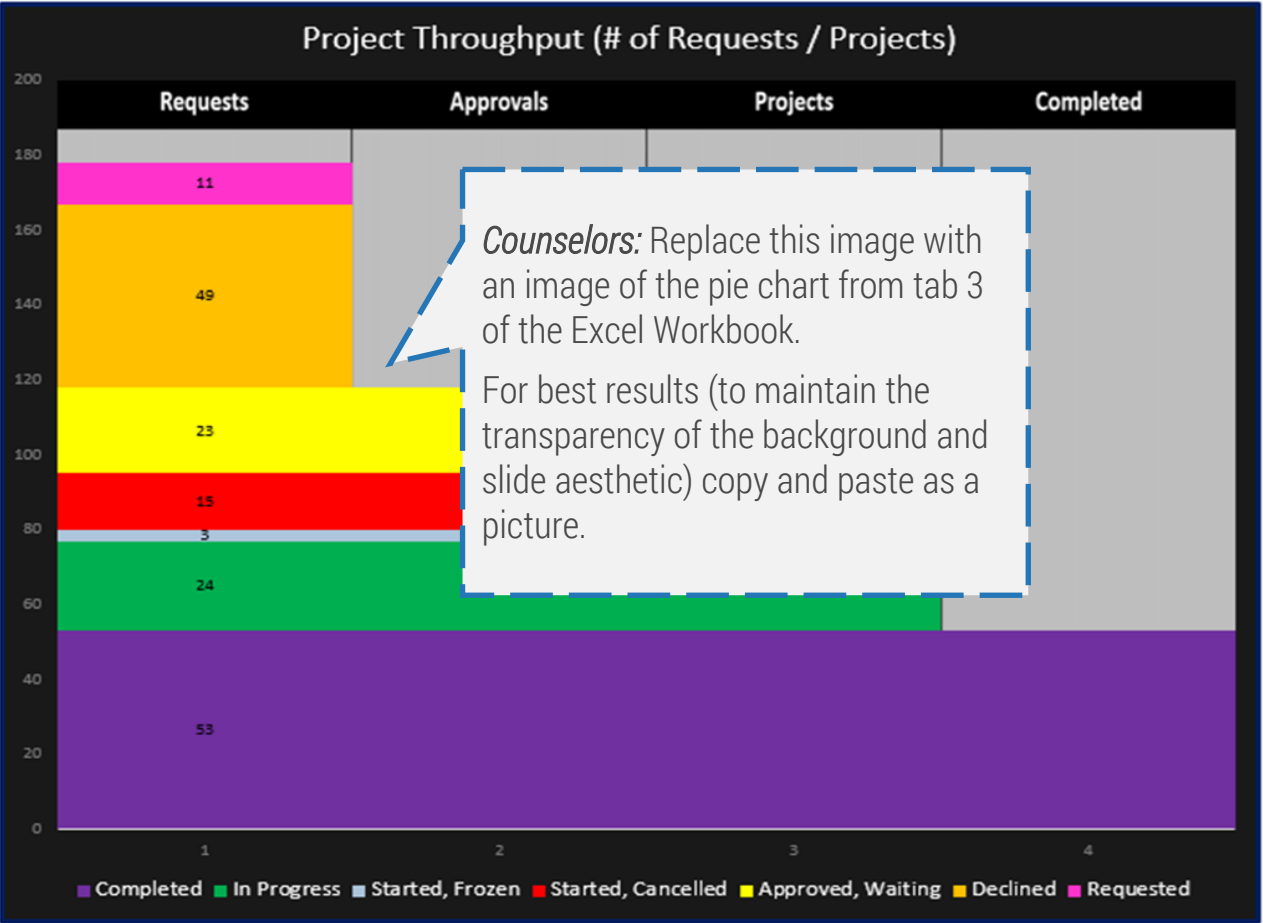 Project Throughput (# of Requests / Projects)
200
Requests Approvals Projects Completed
180
11
160
49
140
120
23
100
15
80
3
24
60
40
53
20
0
1 2 3 4
Counselors: Replace this image with
an image of the pie chart from tab 3
of the Excel Workbook.
For best results (to maintain the
transparency of the background and
slide aesthetic) copy and paste as a
picture.
Completed In Progress Started, Frozen Started, Cancelled Approved, Waiting Declined Requested